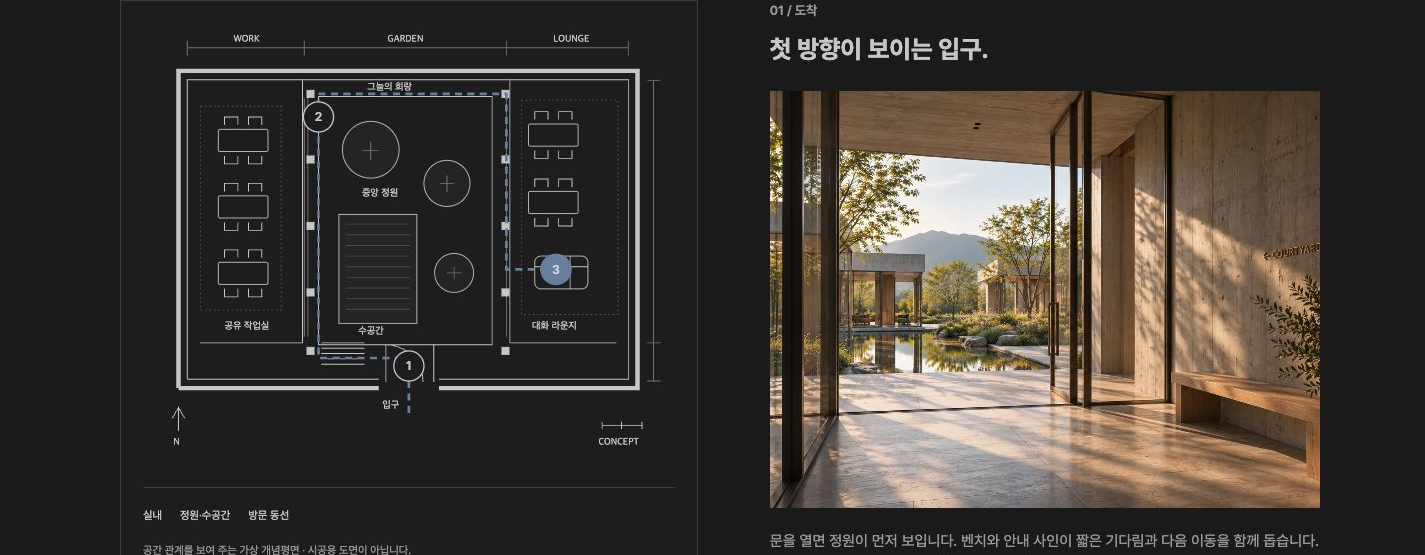 WORK
GARDEN
LOUNGE
그늘의 회랑
2
중앙 정원
3
공유 작업실
수공간
대화 라운지
1
입구
N
CONCEPT
실내 정원·수공간 방문 동선
공간 관계를 보여 주는 가상 개념평면 · 시공용 도면이 아닙니다.
01 / 도착
첫 방향이 보이는 입구.
← COURTYARD
문을 열면 정원이 먼저 보입니다. 벤치와 안내 사인이 짧은 기다림과 다음 이동을 함께 돕습니다.